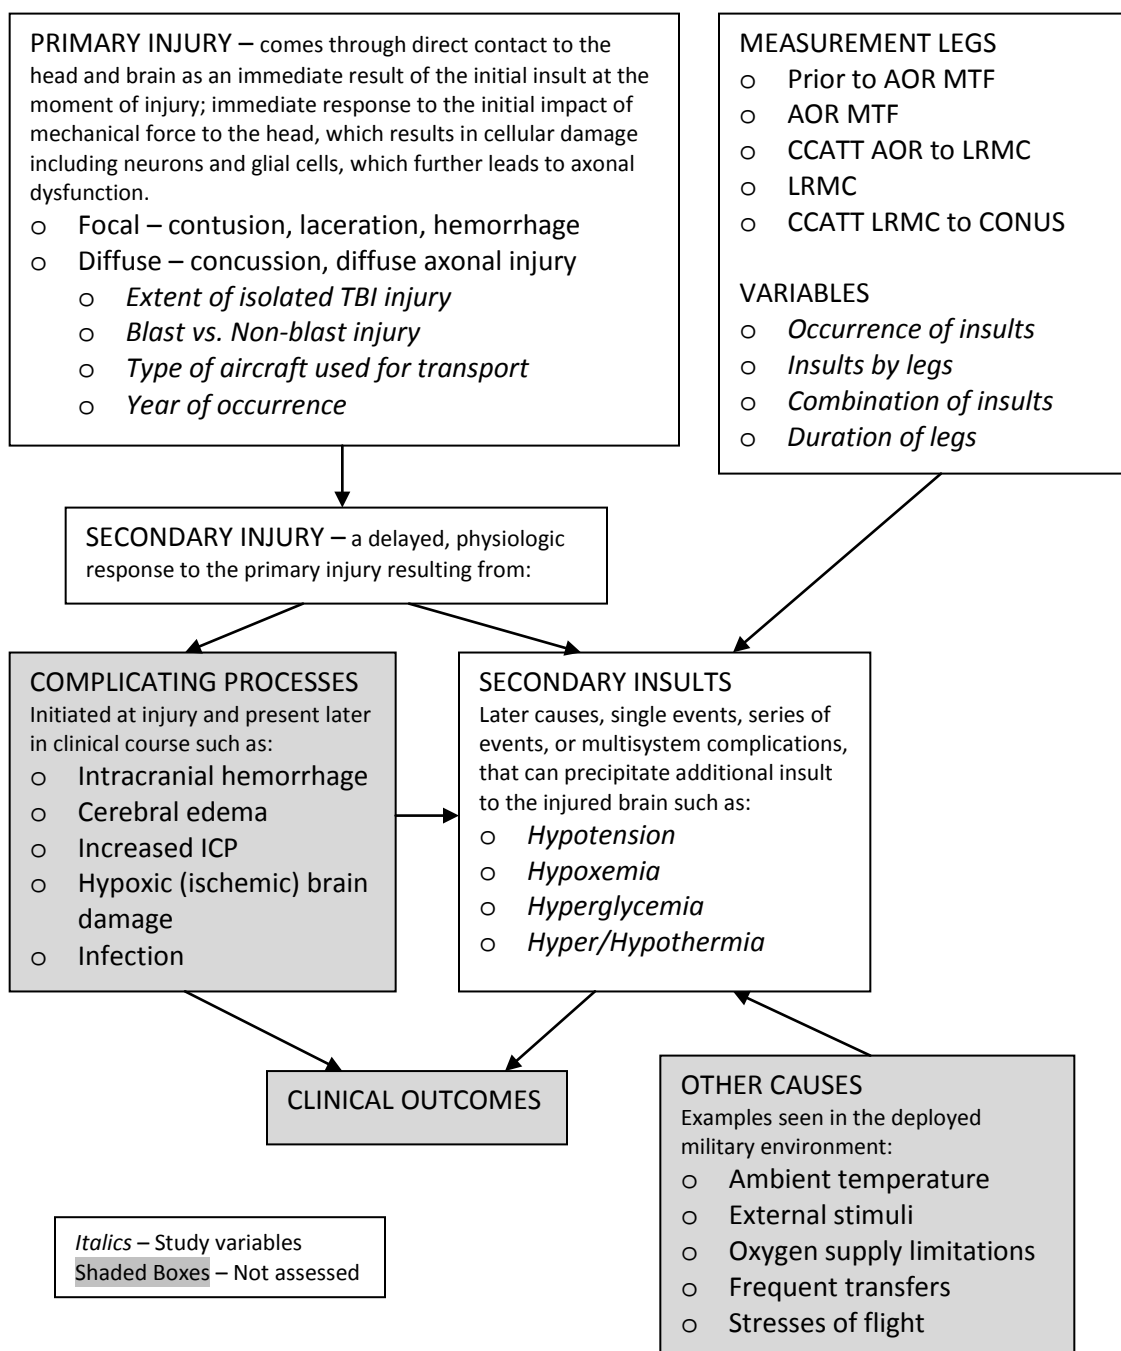 PRIMARY INJURY – comes through direct contact to the
head and brain as an immediate result of the initial insult at the
moment of injury; immediate response to the initial impact of
mechanical force to the head, which results in cellular damage
including neurons and glial cells, which further leads to axonal
dysfunction.
o Focal – contusion, laceration, hemorrhage
o Diffuse – concussion, diffuse axonal injury
o Extent of isolated TBI injury
o Blast vs. Non-blast injury
o Type of aircraft used for transport
o Year of occurrence
MEASUREMENT LEGS
o Prior to AOR MTF
o AOR MTF
o CCATT AOR to LRMC
o LRMC
o CCATT LRMC to CONUS
VARIABLES
o Occurrence of insults
o Insults by legs
o Combination of insults
o Duration of legs
SECONDARY INJURY – a delayed, physiologic
response to the primary injury resulting from:
COMPLICATING PROCESSES
Initiated at injury and present later
in clinical course such as:
o Intracranial hemorrhage
o Cerebral edema
o Increased ICP
o Hypoxic (ischemic) brain
damage
o Infection
SECONDARY INSULTS
Later causes, single events, series of
events, or multisystem complications,
that can precipitate additional insult
to the injured brain such as:
o Hypotension
o Hypoxemia
o Hyperglycemia
o Hyper/Hypothermia
CLINICAL OUTCOMES
OTHER CAUSES
Examples seen in the deployed
military environment:
o Ambient temperature
o External stimuli
o Oxygen supply limitations
o Frequent transfers
o Stresses of flight
Italics – Study variables
Shaded Boxes – Not assessed